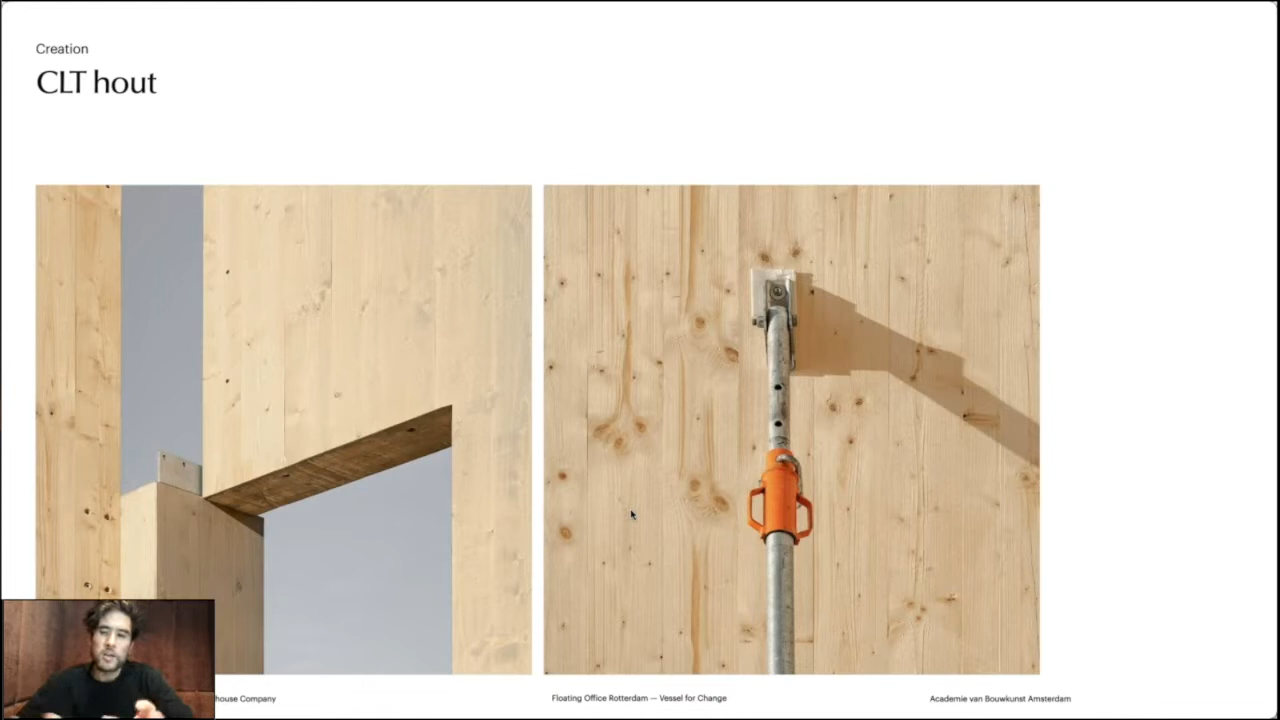 Creation
CLT hout
house Company
Floating Office Rotterdam — Vessel for Change
Academie van Bouwkunst Amsterdam